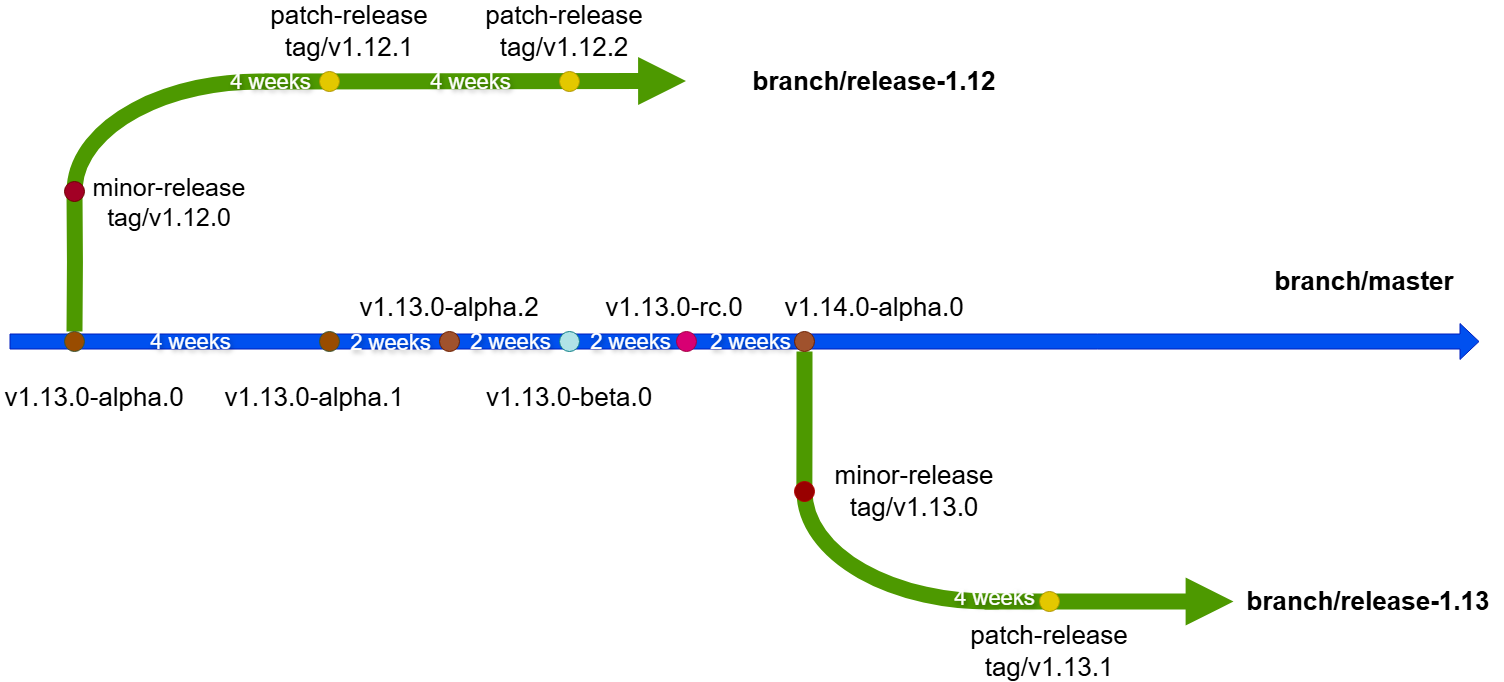 patch-release
tag/v1.12.1
patch-release
tag/v1.12.2
4 weeks
4 weeks
branch/release-1.12
minor-release
tag/v1.12.0
branch/master
v1.13.0-alpha.2
v1.13.0-rc.0
v1.14.0-alpha.0
4 weeks
2 weeks
2 weeks
2 weeks
2 weeks
v1.13.0-alpha.0
v1.13.0-alpha.1
v1.13.0-beta.0
minor-release
tag/v1.13.0
4 weeks
branch/release-1.13
patch-release
tag/v1.13.1